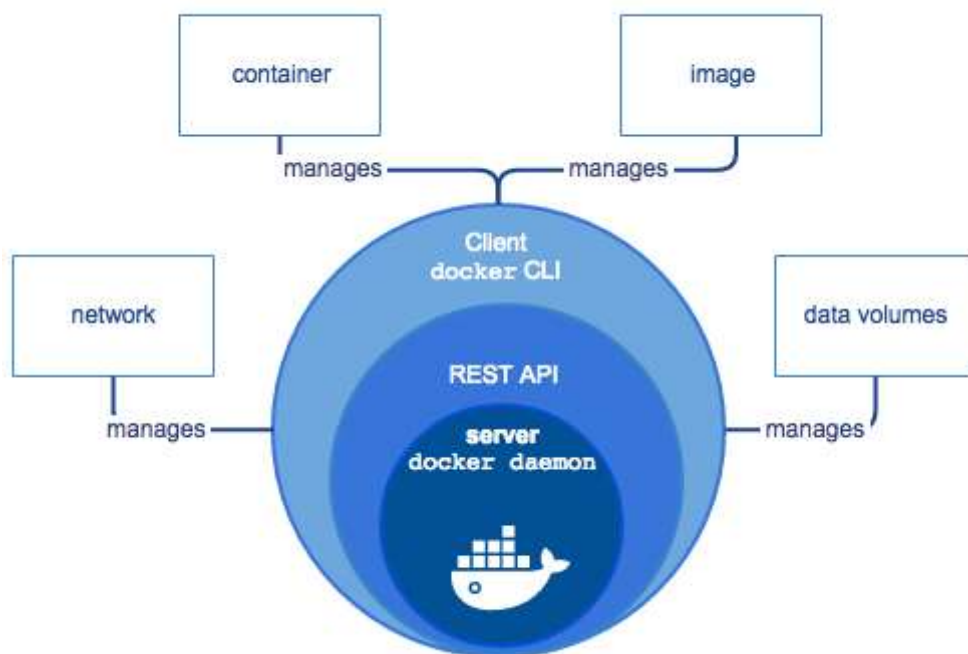 container
image
manages
manages
Client
docker CLI
network
data volumes
REST API
manages
manages
server
docker daemon